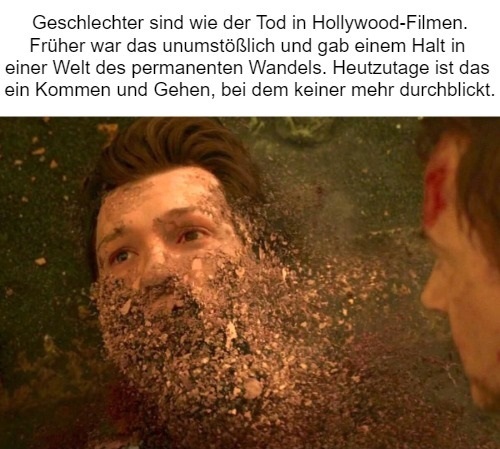 Geschlechter sind wie der Tod in Hollywood-Filmen.
Früher war das unumstößlich und gab einem Halt in
einer Welt des permanenten Wandels. Heutzutage ist das
ein Kommen und Gehen, bei dem keiner mehr durchblickt.